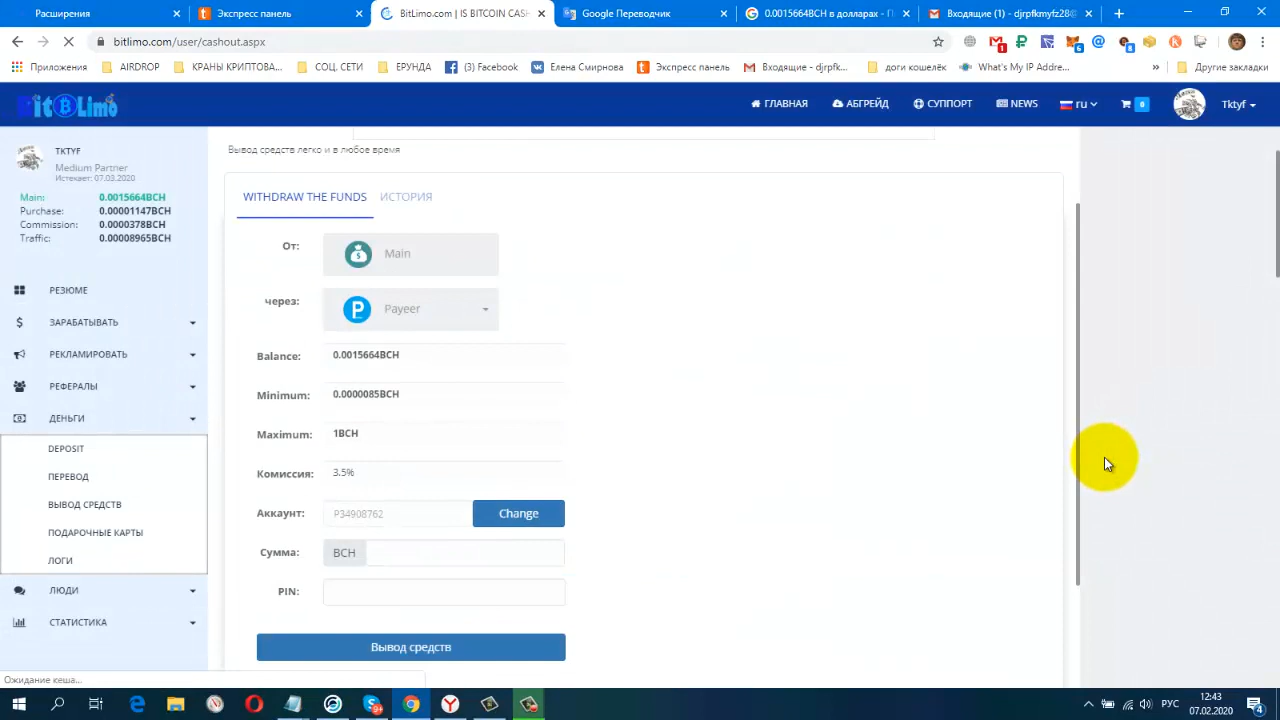 Расширения
Экспресс панель
BitLimo.com | IS BITCOIN CASH
Google Переводчик
0.0015664BCH в долларах - П
Входящие (1) - djrpfkmyfz28@
bitlimo.com/user/cashout.aspx
Приложения
AIRDROP
КРАНЫ КРИПТОВА...
СОЦ. СЕТИ
ЕРУНДА
(3) Facebook
Елена Смирнова
Экспресс панель
Входящие - djrpfk...
доги кошелёк
What's My IP Addre...
»
Другие закладки
BitLimo
ГЛАВНАЯ
АБГРЕЙД
СУППОРТ
NEWS
ru
Tktyf
TKTYF
Medium Partner
Истекает: 07.03.2020
Main: 0.0015664BCH
Purchase: 0.00001147BCH
Commission: 0.0000378BCH
Traffic: 0.00008965BCH
РЕЗЮМЕ
ЗАРАБАТЫВАТЬ
РЕКЛАМИРОВАТЬ
РЕФЕРАЛЫ
ДЕНЬГИ
DEPOSIT
ПЕРЕВОД
ВЫВОД СРЕДСТВ
ПОДАРОЧНЫЕ КАРТЫ
ЛОГИ
ЛЮДИ
СТАТИСТИКА
Вывод средств легко и в любое время
WITHDRAW THE FUNDS
ИСТОРИЯ
От: Main
через: Payeer
Balance: 0.0015664BCH
Minimum: 0.0000085BCH
Maximum: 1BCH
Комиссия: 3.5%
Аккаунт: P34908762 Change
Сумма: BCH
PIN:
Вывод средств
Ожидание кеша...
РУС
12:43
07.02.2020
4